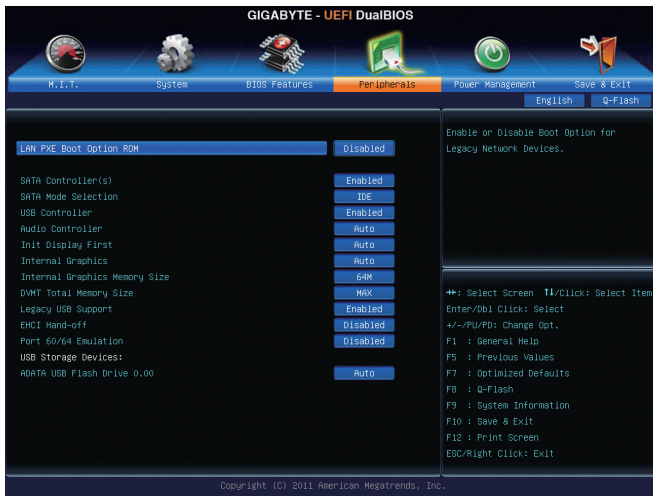 GIGABYTE - UEFI DualBIOS
M.I.T. System BIOS Features Peripherals Power Management Save & Exit
English Q-Flash
LAN PXE Boot Option ROM Disabled
SATA Controller(s) Enabled
SATA Mode Selection IDE
USB Controller Enabled
Audio Controller Auto
Init Display First Auto
Internal Graphics Auto
Internal Graphics Memory Size 64M
DVMT Total Memory Size MAX
Legacy USB Support Enabled
EHCI Hand-off Disabled
Port 60/64 Emulation Disabled
USB Storage Devices:
ADATA USB Flash Drive 0.00 Auto
Enable or Disable Boot Option for
Legacy Network Devices.
→←: Select Screen ↑↓/Click: Select Item
Enter/Dbl Click: Select
+/-/PU/PD: Change Opt.
F1 : General Help
F5 : Previous Values
F7 : Optimized Defaults
F8 : Q-Flash
F9 : System Information
F10 : Save & Exit
F12 : Print Screen
ESC/Right Click: Exit
Copyright (C) 2011 American Megatrends, Inc.